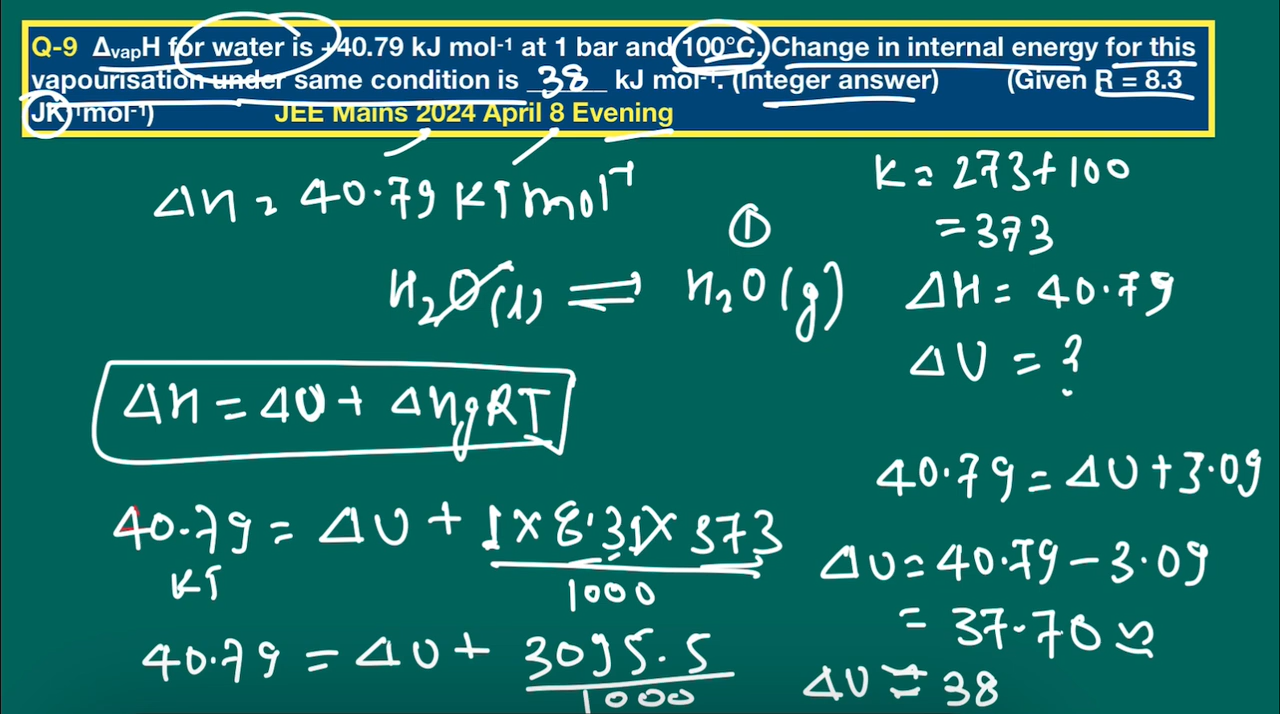 Q-9 ΔvapH for water is +40.79 kJ mol-1 at 1 bar and 100°C. Change in internal energy for this
vapourisation under same condition is _38_ kJ mol-1. (Integer answer) (Given R = 8.3
JK-1mol-1) JEE Mains 2024 April 8 Evening
ΔH = 40.79 KJ mol-1
①
H2O(l) ⇌ H2O(g)
K = 273+100
= 373
ΔH = 40.79
ΔU = ?
ΔH = ΔU + ΔngRT
40.79 = ΔU + 1×8.31×373
KJ 1000
40.79 = ΔU + 3095.5
1000
40.79 = ΔU + 3.09
ΔU = 40.79 - 3.09
= 37.70 ≈
ΔU ≈ 38